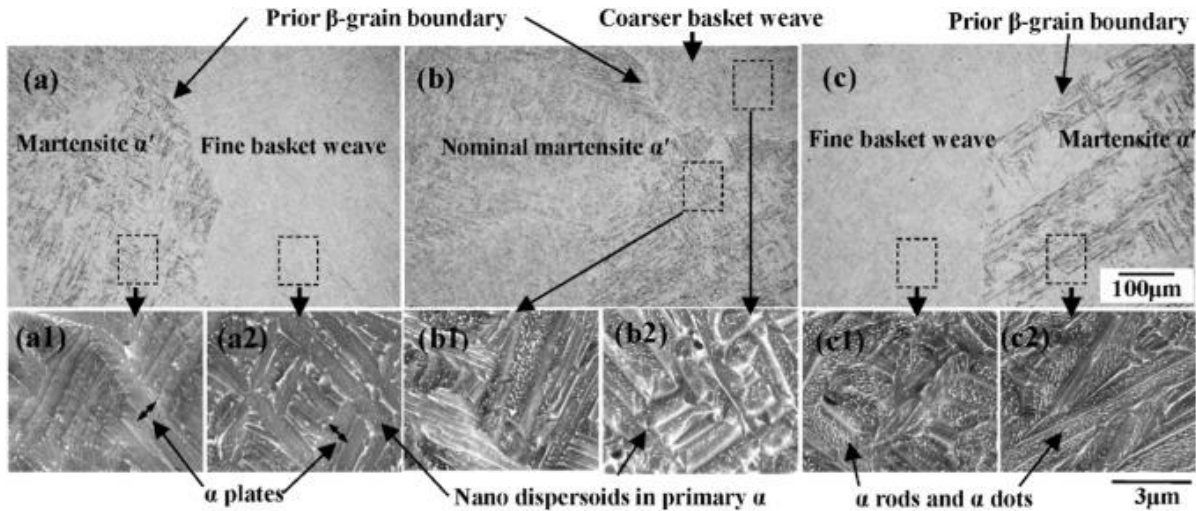 Prior β-grain boundary
Coarser basket weave
Prior β-grain boundary
(a)
(b)
(c)
Martensite α′
Fine basket weave
Nominal martensite α′
Fine basket weave
Martensite α′
100μm
(a1)
(a2)
(b1)
(b2)
(c1)
(c2)
α plates
Nano dispersoids in primary α
α rods and α dots
3μm